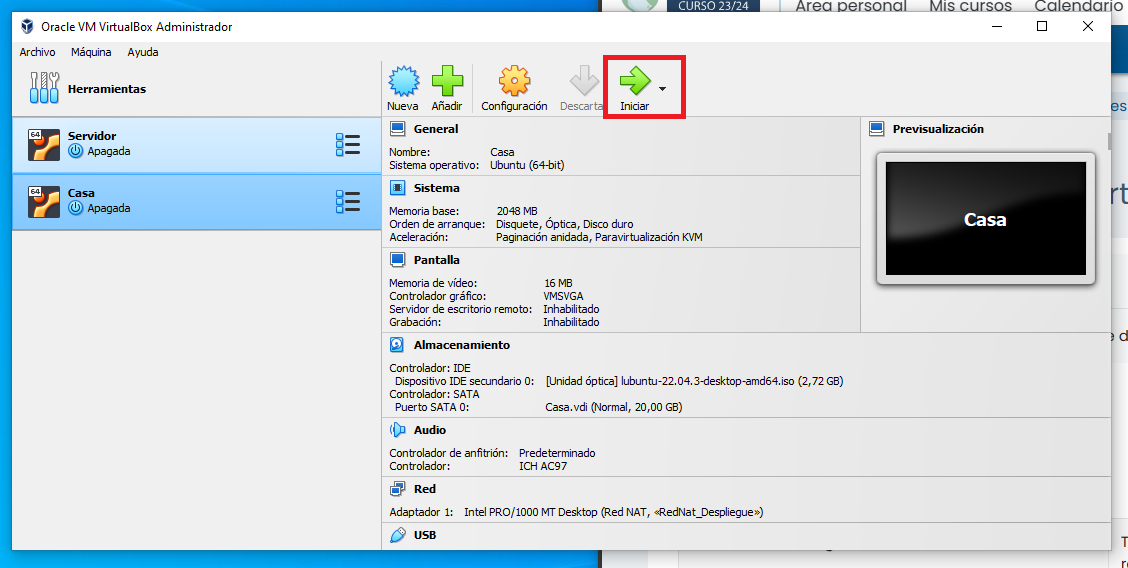 CURSO 23/24
Área personal Mis cursos Calendario
Oracle VM VirtualBox Administrador
Archivo Máquina Ayuda
Herramientas
Nueva Añadir Configuración Descarta Iniciar
64 Servidor
Apagada
64 Casa
Apagada
General
Nombre: Casa
Sistema operativo: Ubuntu (64-bit)
Sistema
Memoria base: 2048 MB
Orden de arranque: Disquete, Óptica, Disco duro
Aceleración: Paginación anidada, Paravirtualización KVM
Pantalla
Memoria de vídeo: 16 MB
Controlador gráfico: VMSVGA
Servidor de escritorio remoto: Inhabilitado
Grabación: Inhabilitado
Previsualización
Casa
Almacenamiento
Controlador: IDE
Dispositivo IDE secundario 0: [Unidad óptica] lubuntu-22.04.3-desktop-amd64.iso (2,72 GB)
Controlador: SATA
Puerto SATA 0: Casa.vdi (Normal, 20,00 GB)
Audio
Controlador de anfitrión: Predeterminado
Controlador: ICH AC97
Red
Adaptador 1: Intel PRO/1000 MT Desktop (Red NAT, «RedNat_Despliegue»)
USB